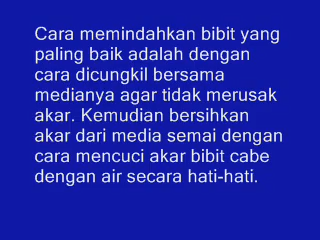 Cara memindahkan bibit yang
paling baik adalah dengan
cara dicungkil bersama
medianya agar tidak merusak
akar. Kemudian bersihkan
akar dari media semai dengan
cara mencuci akar bibit cabe
dengan air secara hati-hati.